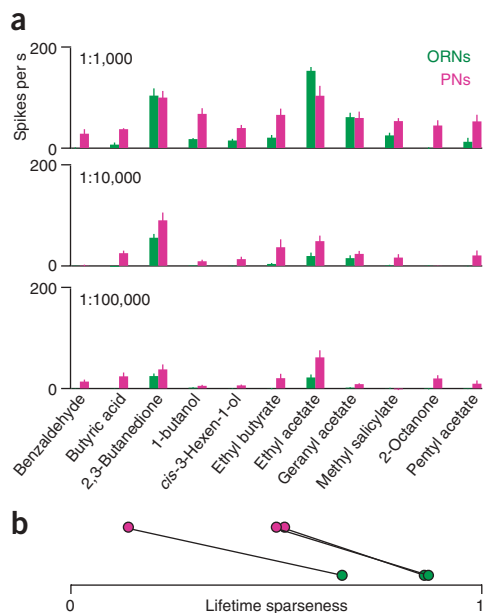 a
200
1:1,000
ORNs
PNs
Spikes per s
0
200
1:10,000
0
200
1:100,000
0
Benzaldehyde
Butyric acid
2,3-Butanedione
1-butanol
cis-3-Hexen-1-ol
Ethyl butyrate
Ethyl acetate
Geranyl acetate
Methyl salicylate
2-Octanone
Pentyl acetate
b
0
Lifetime sparseness
1